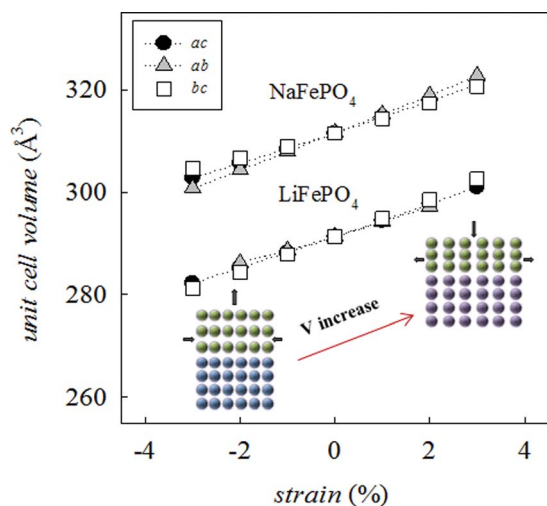 ac
ab
bc
NaFePO₄
LiFePO₄
V increase
unit cell volume (Å³)
320
300
280
260
-4
-2
0
2
4
strain (%)